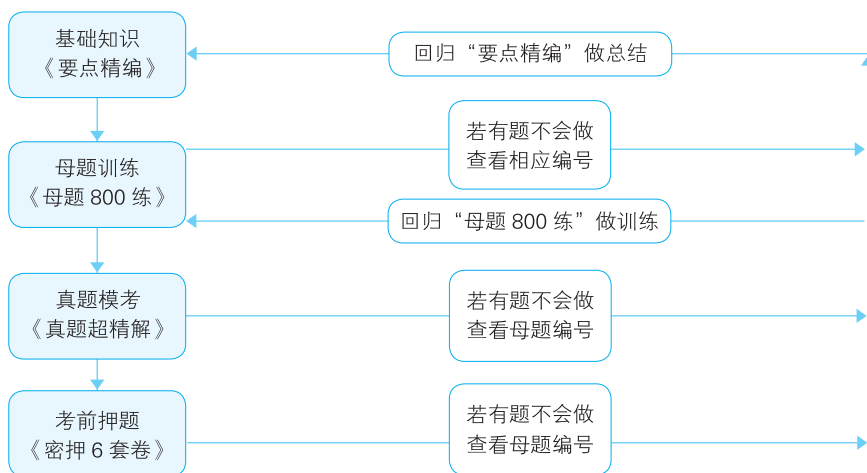 基础知识
《要点精编》
回归“要点精编”做总结
母题训练
《母题 800 练》
若有题不会做
查看相应编号
回归“母题 800 练”做训练
真题模考
《真题超精解》
若有题不会做
查看母题编号
考前押题
《密押 6 套卷》
若有题不会做
查看母题编号